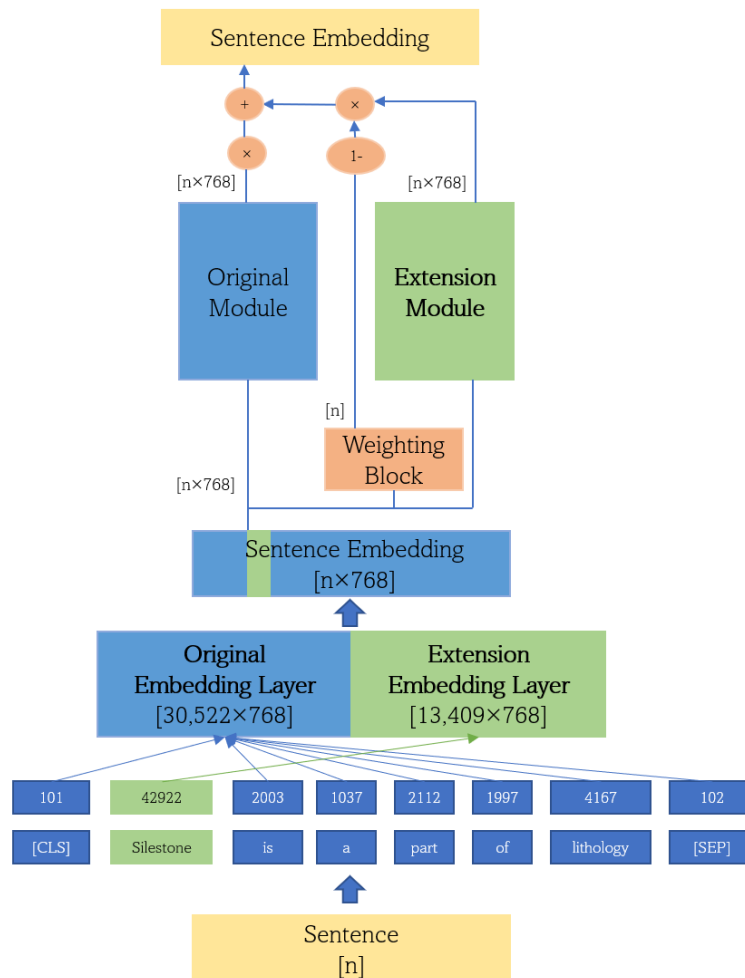 Sentence Embedding
+
×
×
1-
[n×768]
[n×768]
Original
Module
Extension
Module
[n]
Weighting
Block
[n×768]
Sentence Embedding
[n×768]
Original
Embedding Layer
[30,522×768]
Extension
Embedding Layer
[13,409×768]
101
42922
2003
1037
2112
1997
4167
102
[CLS]
Silestone
is
a
part
of
lithology
[SEP]
Sentence
[n]